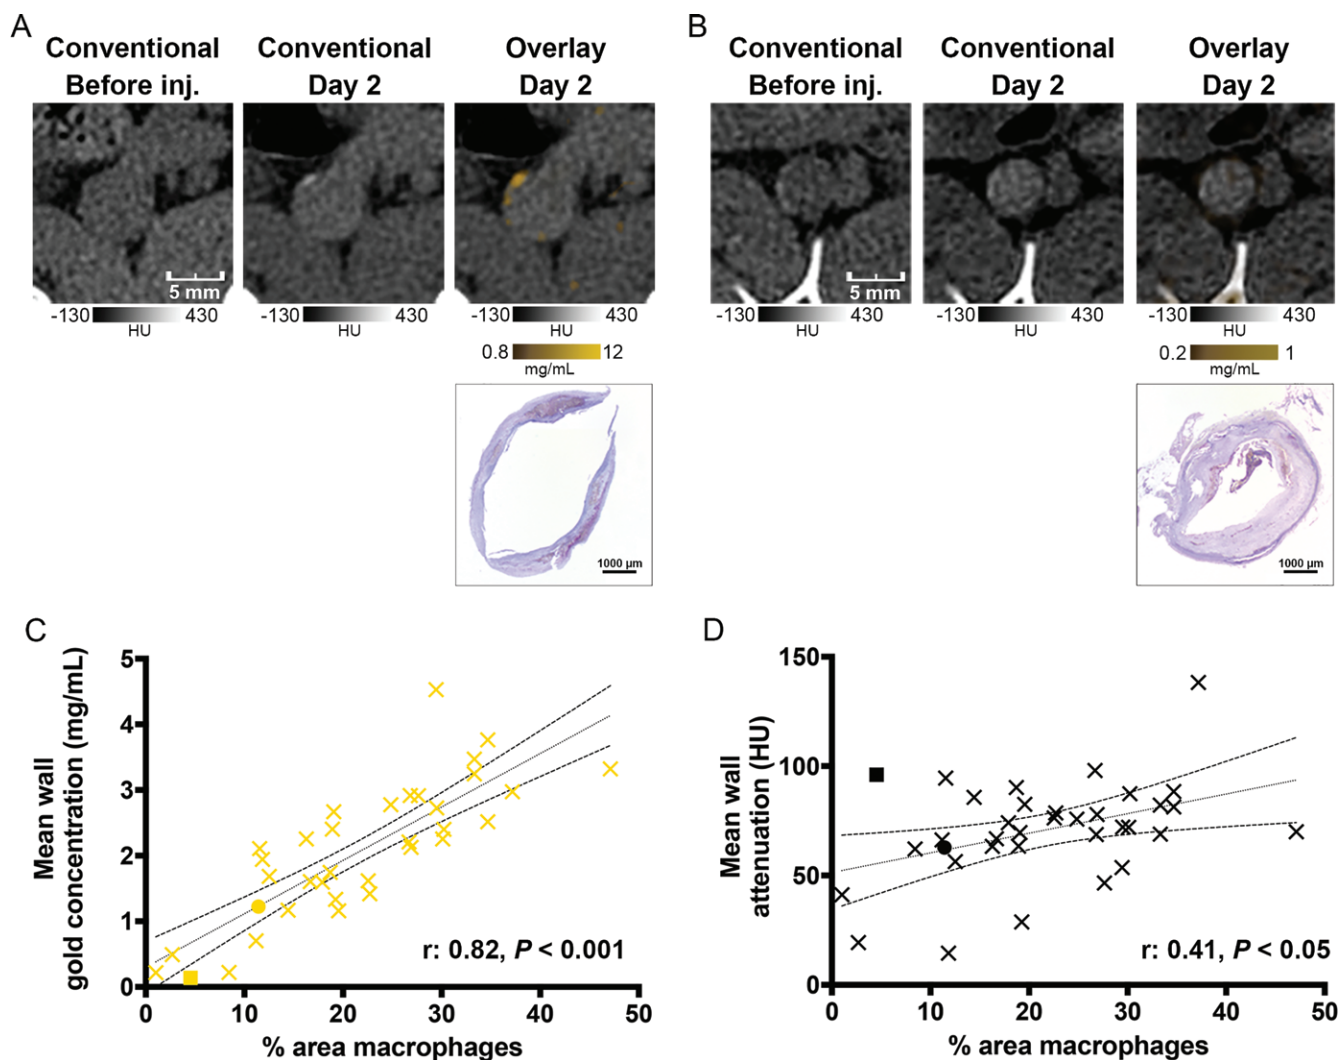 A
Conventional
Before inj.
Conventional
Day 2
Overlay
Day 2
5 mm
-130 430
HU
-130 430
HU
-130 430
HU
0.8 12
mg/mL
1000 µm
B
Conventional
Before inj.
Conventional
Day 2
Overlay
Day 2
5 mm
-130 430
HU
-130 430
HU
-130 430
HU
0.2 1
mg/mL
1000 µm
C
Mean wall
gold concentration (mg/mL)
5
4
3
2
1
0
r: 0.82, P < 0.001
0 10 20 30 40 50
% area macrophages
D
Mean wall
attenuation (HU)
150
100
50
0
r: 0.41, P < 0.05
0 10 20 30 40 50
% area macrophages